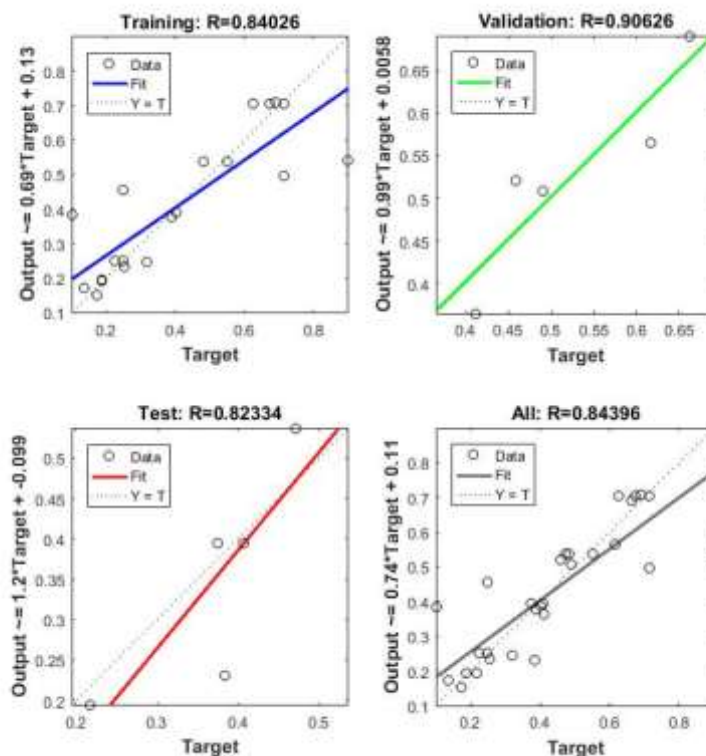 Training: R=0.84026
Output ~= 0.69*Target + 0.13
Data
Fit
Y = T
0.9
0.8
0.7
0.6
0.5
0.4
0.3
0.2
0.1
0.2
0.4
0.6
0.8
Target
Validation: R=0.90626
Output ~= 0.99*Target + 0.0058
Data
Fit
Y = T
0.65
0.6
0.55
0.5
0.45
0.4
0.4
0.45
0.5
0.55
0.6
0.65
Target
Test: R=0.82334
Output ~= 1.2*Target + -0.099
Data
Fit
Y = T
0.5
0.45
0.4
0.35
0.3
0.25
0.2
0.2
0.3
0.4
0.5
Target
All: R=0.84396
Output ~= 0.74*Target + 0.11
Data
Fit
Y = T
0.9
0.8
0.7
0.6
0.5
0.4
0.3
0.2
0.1
0.2
0.4
0.6
0.8
Target